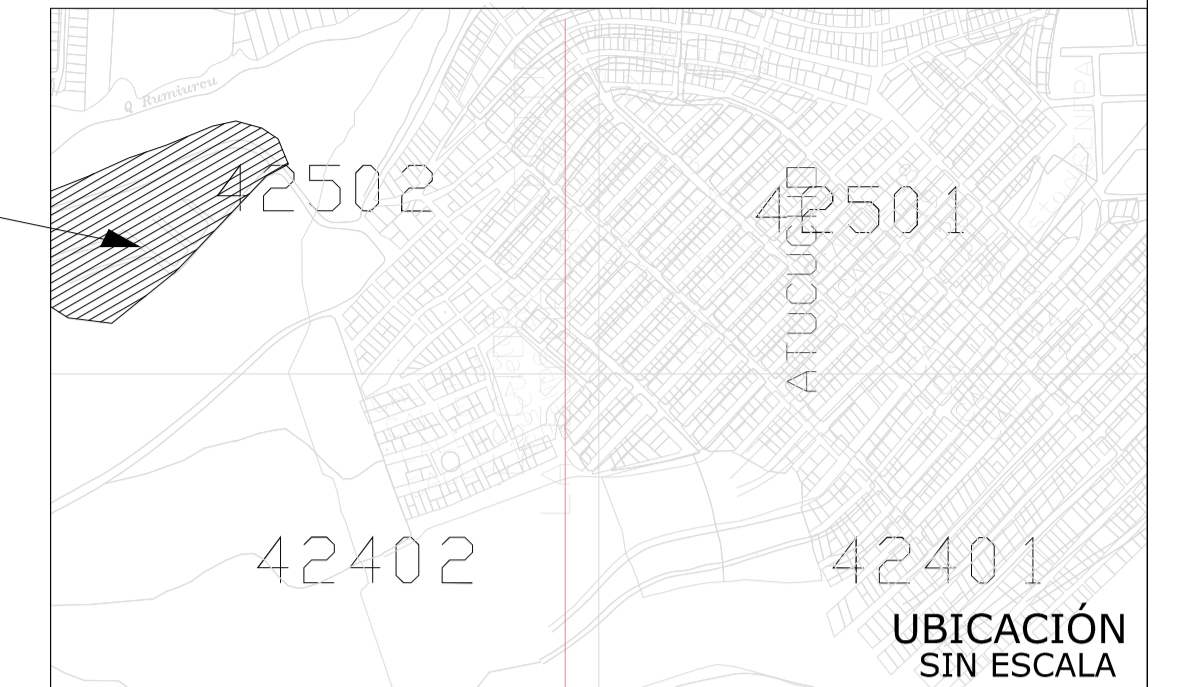 Q Rumiurcu
42502
42501
ATUCUCHO
42402
42401
UBICACIÓN
SIN ESCALA